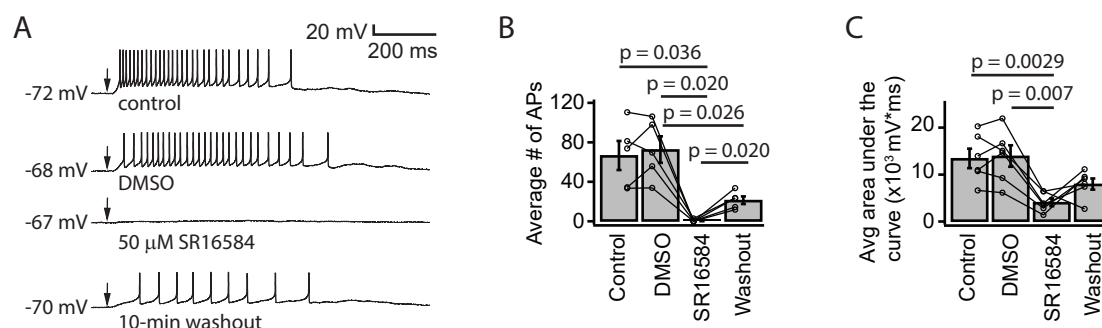 A
20 mV
200 ms
-72 mV
control
-68 mV
DMSO
-67 mV
50 μM SR16584
-70 mV
10-min washout
B
p = 0.036
p = 0.020
p = 0.026
p = 0.020
Average # of APs
120
80
40
0
Control
DMSO
SR16584
Washout
C
p = 0.0029
p = 0.007
Avg area under the
curve (x10³ mV*ms)
20
10
0
Control
DMSO
SR16584
Washout